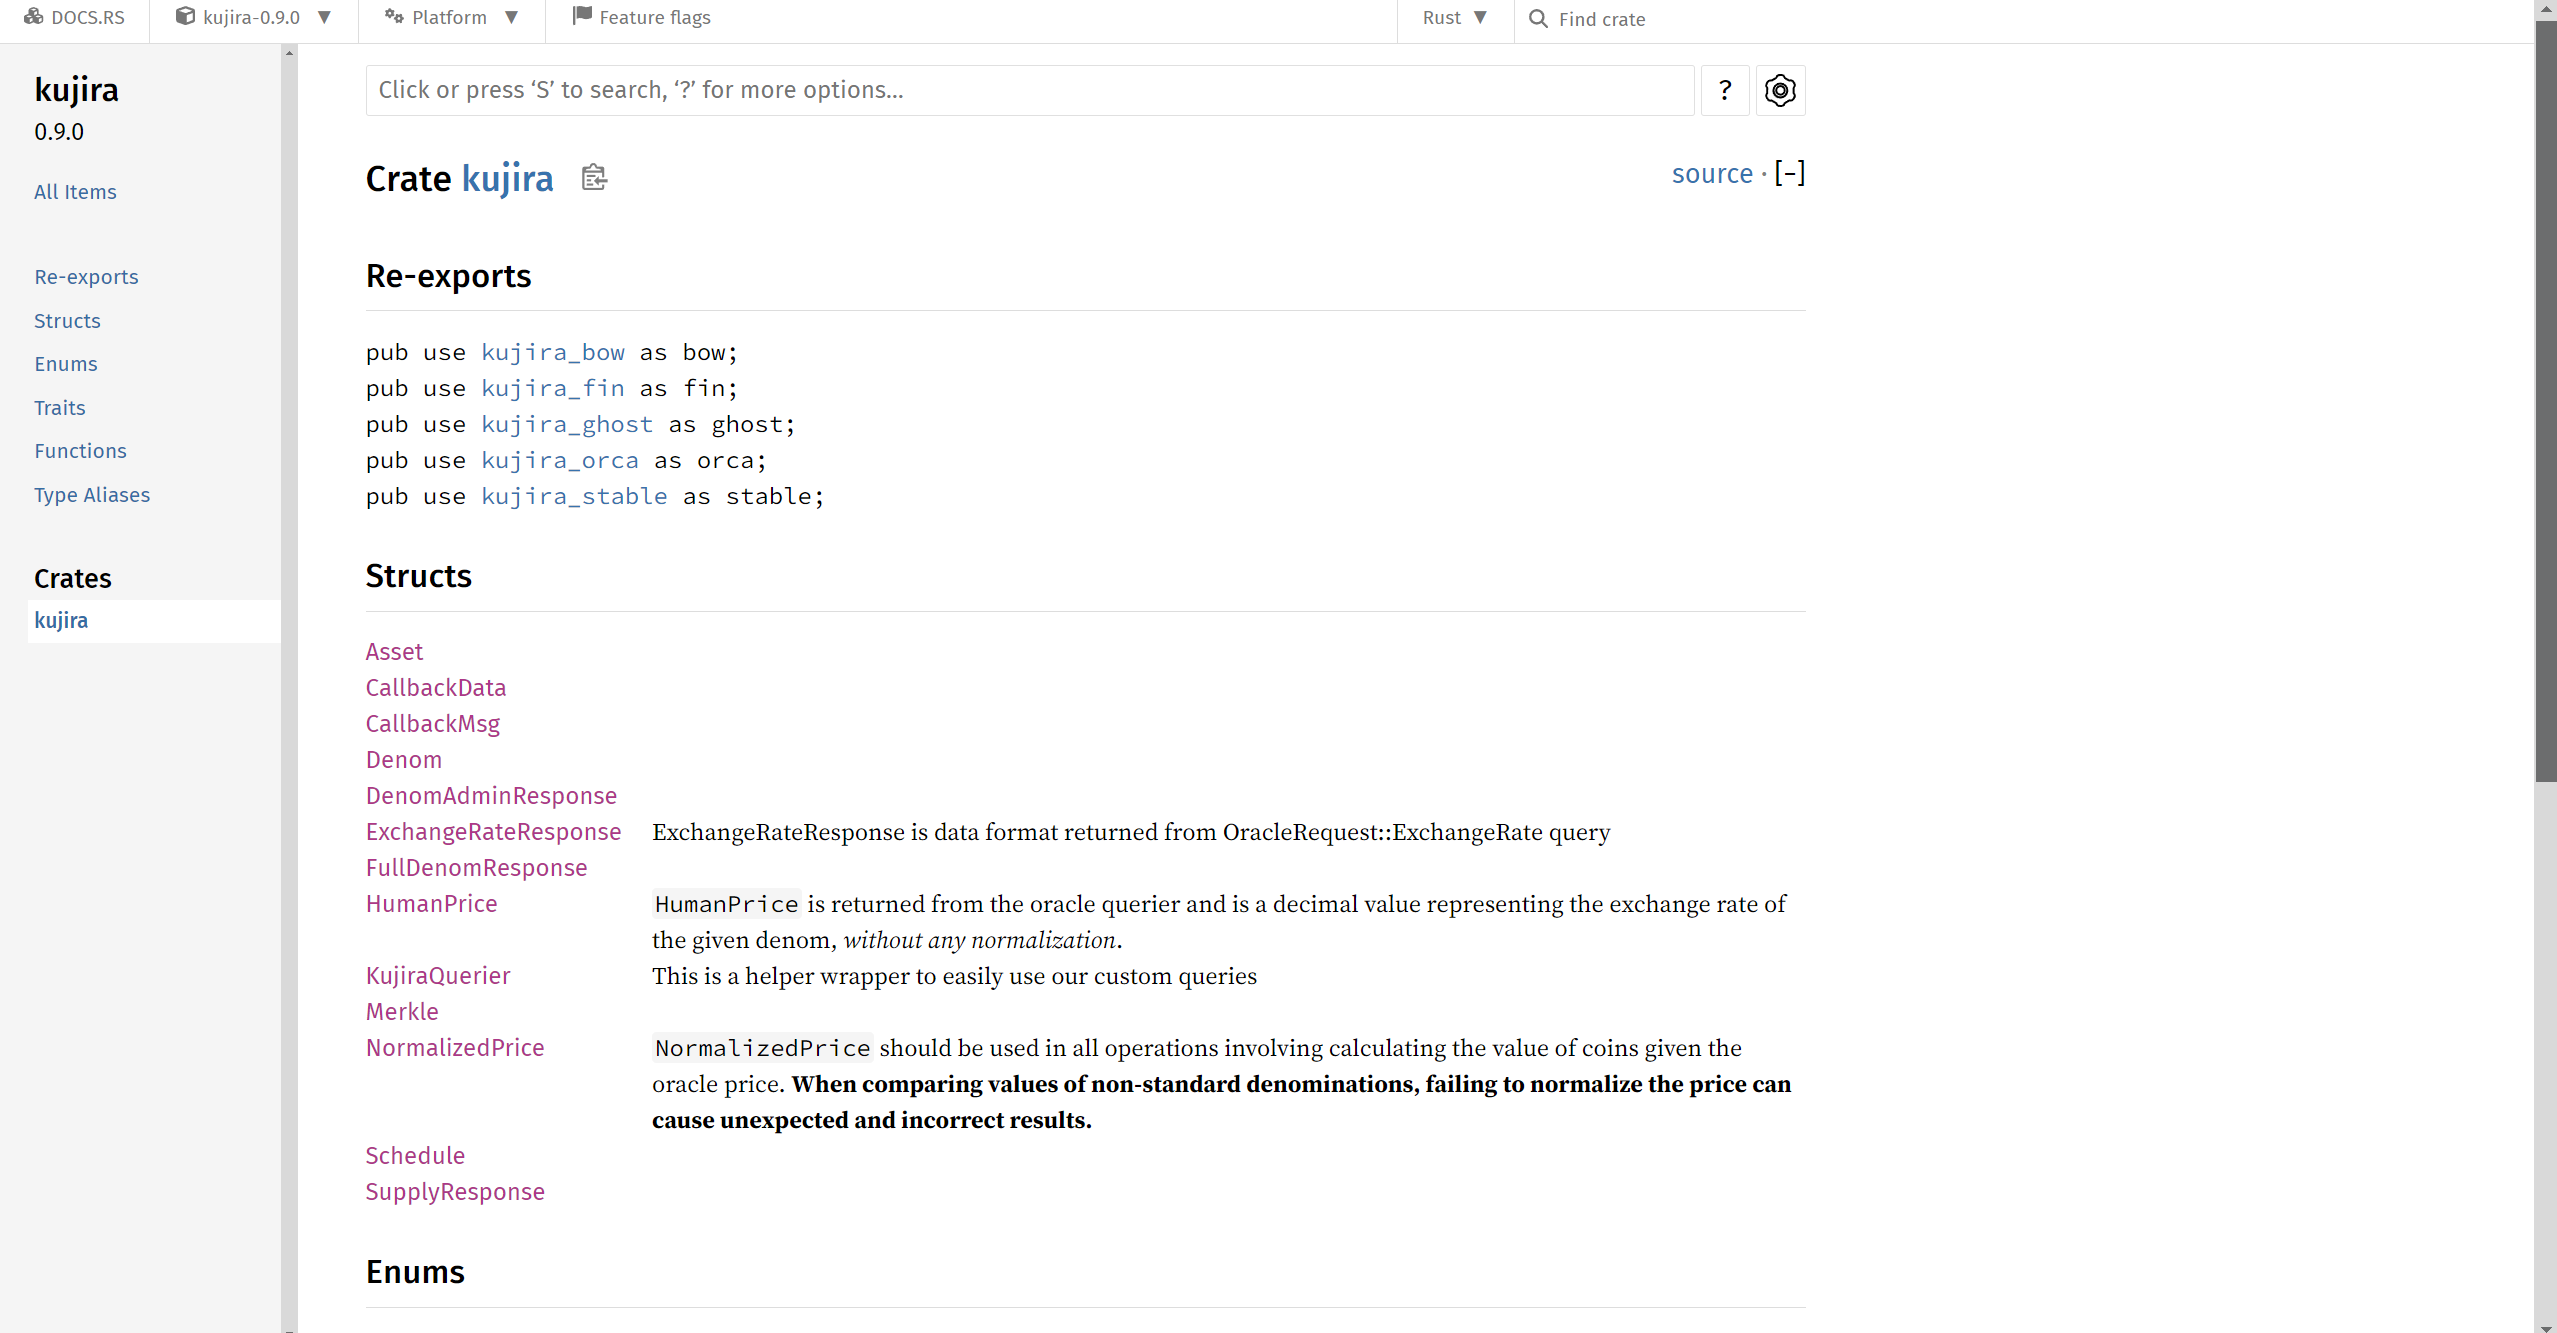 DOCS.RS
kujira-0.9.0 ▼
Platform ▼
Feature flags
Rust ▼
Find crate
kujira
0.9.0
All Items
Re-exports
Structs
Enums
Traits
Functions
Type Aliases
Crates
kujira
Click or press ‘S’ to search, ‘?’ for more options…
?
Crate kujira
source · [−]
Re-exports
pub use kujira_bow as bow;
pub use kujira_fin as fin;
pub use kujira_ghost as ghost;
pub use kujira_orca as orca;
pub use kujira_stable as stable;
Structs
Asset
CallbackData
CallbackMsg
Denom
DenomAdminResponse
ExchangeRateResponse ExchangeRateResponse is data format returned from OracleRequest::ExchangeRate query
FullDenomResponse
HumanPrice HumanPrice is returned from the oracle querier and is a decimal value representing the exchange rate of
the given denom, without any normalization.
KujiraQuerier This is a helper wrapper to easily use our custom queries
Merkle
NormalizedPrice NormalizedPrice should be used in all operations involving calculating the value of coins given the
oracle price. When comparing values of non-standard denominations, failing to normalize the price can
cause unexpected and incorrect results.
Schedule
SupplyResponse
Enums